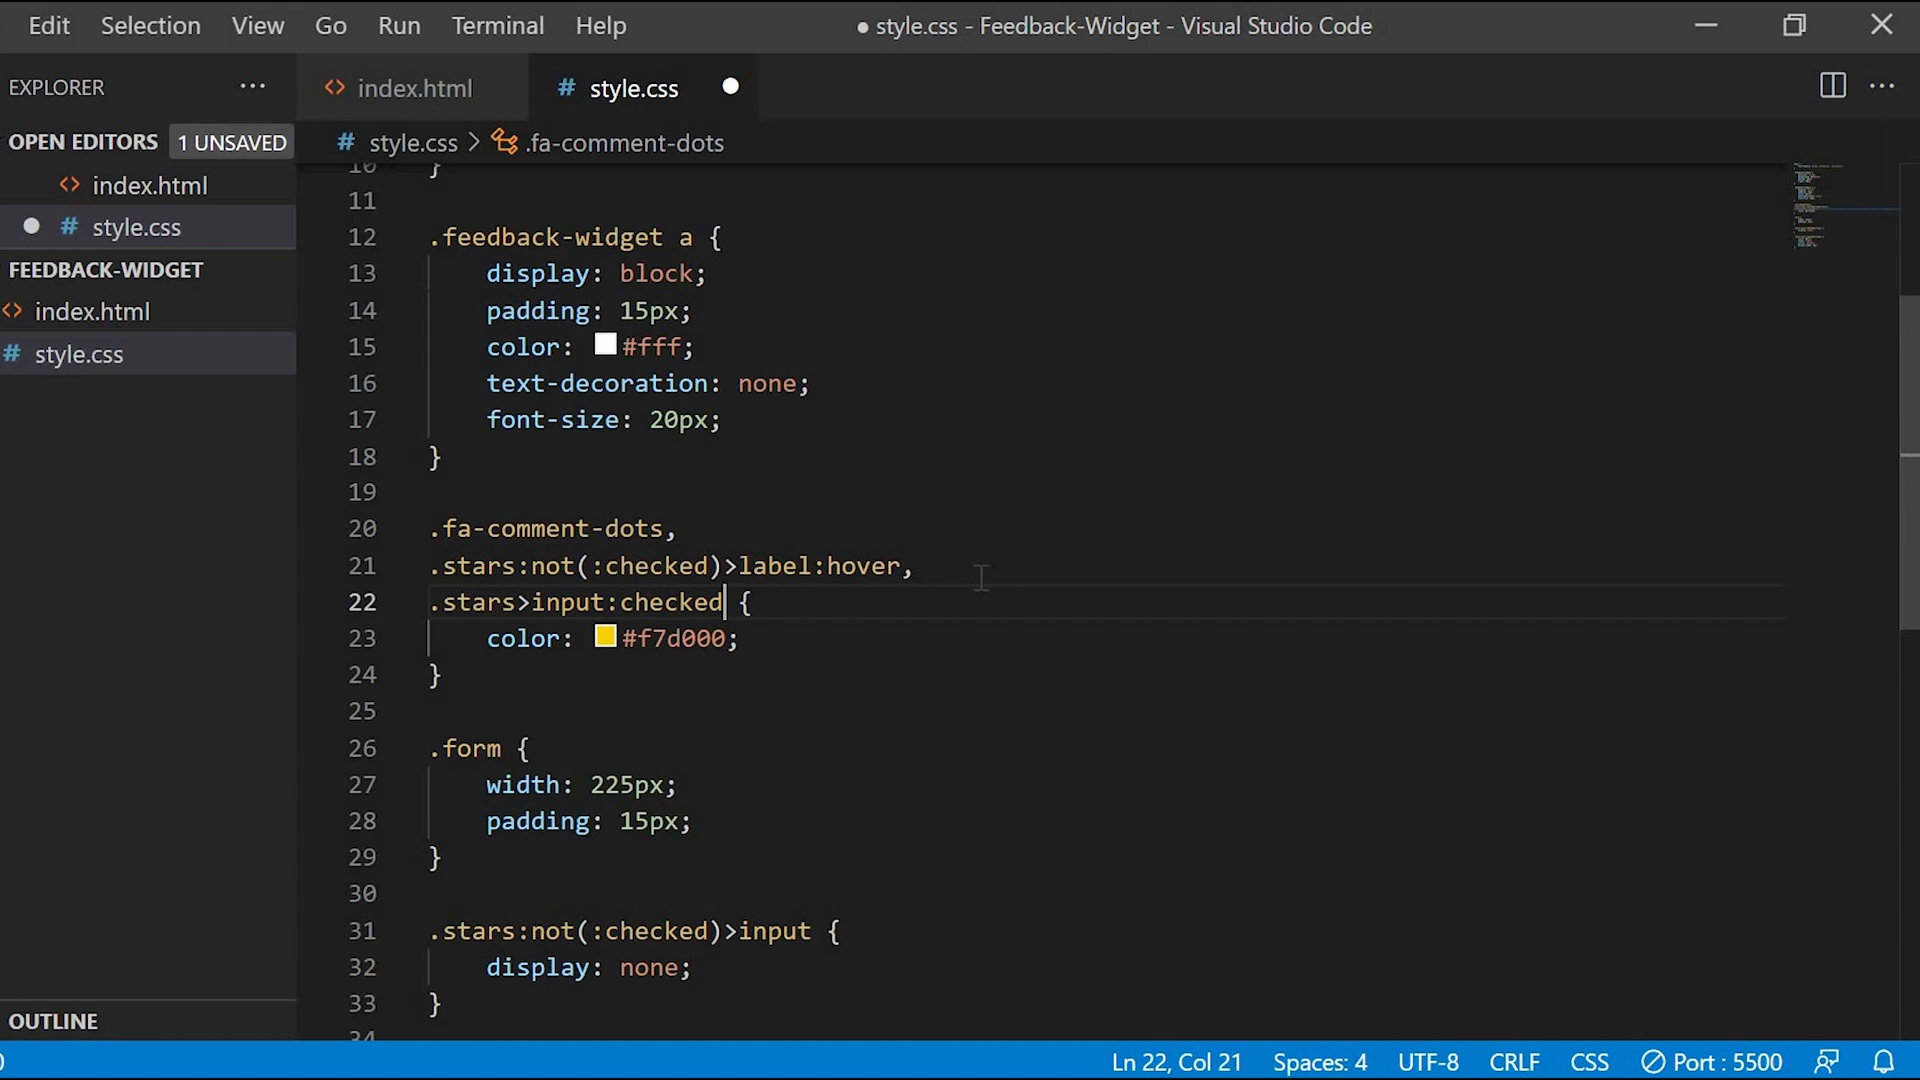 Edit Selection View Go Run Terminal Help ● style.css - Feedback-Widget - Visual Studio Code
EXPLORER ···
index.html
# style.css
OPEN EDITORS 1 UNSAVED
# style.css > .fa-comment-dots
index.html
# style.css
FEEDBACK-WIDGET
index.html
# style.css
10 }
11
12 .feedback-widget a {
13 display: block;
14 padding: 15px;
15 color: #fff;
16 text-decoration: none;
17 font-size: 20px;
18 }
19
20 .fa-comment-dots,
21 .stars:not(:checked)>label:hover,
22 .stars>input:checked {
23 color: #f7d000;
24 }
25
26 .form {
27 width: 225px;
28 padding: 15px;
29 }
30
31 .stars:not(:checked)>input {
32 display: none;
33 }
34
OUTLINE
Ln 22, Col 21 Spaces: 4 UTF-8 CRLF CSS Port : 5500